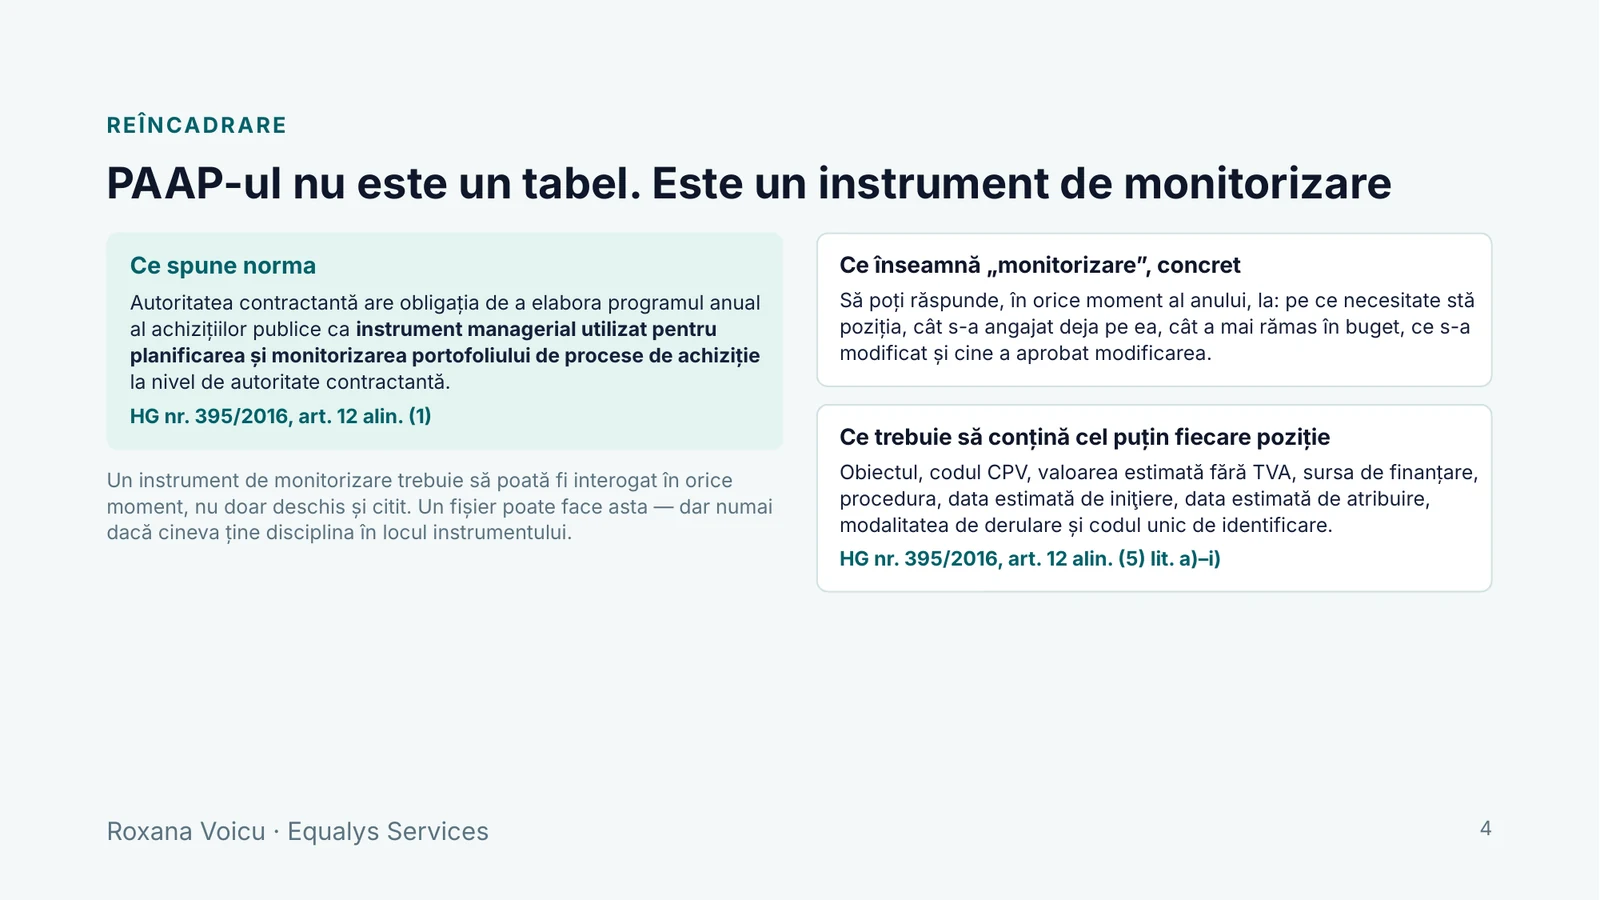 REÎNCADRARE
PAAP-ul nu este un tabel. Este un instrument de monitorizare
Ce spune norma
Autoritatea contractantă are obligația de a elabora programul anual
al achizițiilor publice ca instrument managerial utilizat pentru
planificarea și monitorizarea portofoliului de procese de achiziție
la nivel de autoritate contractantă.
HG nr. 395/2016, art. 12 alin. (1)
Un instrument de monitorizare trebuie să poată fi interogat în orice
moment, nu doar deschis și citit. Un fișier poate face asta — dar numai
dacă cineva ține disciplina în locul instrumentului.
Ce înseamnă „monitorizare”, concret
Să poți răspunde, în orice moment al anului, la: pe ce necesitate stă
poziția, cât s-a angajat deja pe ea, cât a mai rămas în buget, ce s-a
modificat și cine a aprobat modificarea.
Ce trebuie să conțină cel puțin fiecare poziție
Obiectul, codul CPV, valoarea estimată fără TVA, sursa de finanțare,
procedura, data estimată de iniţiere, data estimată de atribuire,
modalitatea de derulare și codul unic de identificare.
HG nr. 395/2016, art. 12 alin. (5) lit. a)–i)
Roxana Voicu · Equalys Services
4